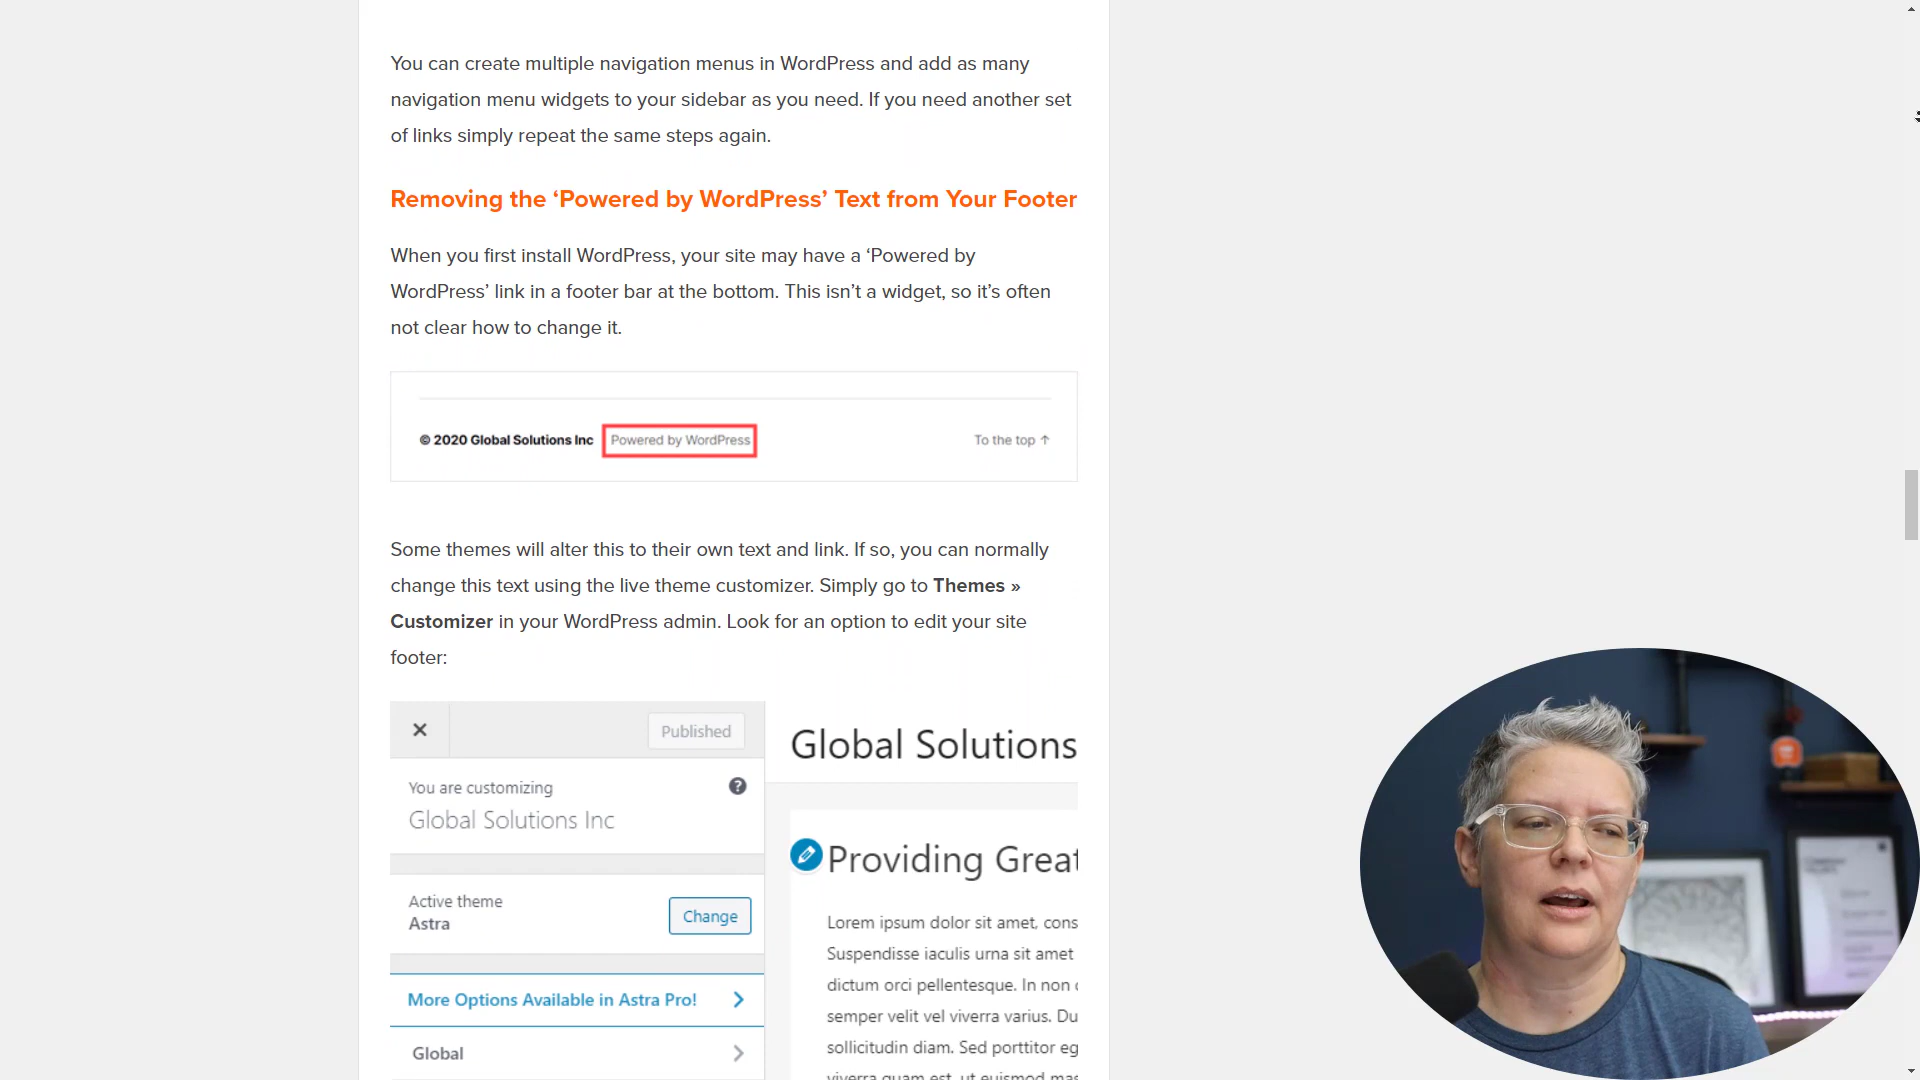 You can create multiple navigation menus in WordPress and add as many
navigation menu widgets to your sidebar as you need. If you need another set
of links simply repeat the same steps again.
Removing the ‘Powered by WordPress’ Text from Your Footer
When you first install WordPress, your site may have a ‘Powered by
WordPress’ link in a footer bar at the bottom. This isn’t a widget, so it’s often
not clear how to change it.
© 2020 Global Solutions Inc Powered by WordPress To the top ↑
Some themes will alter this to their own text and link. If so, you can normally
change this text using the live theme customizer. Simply go to Themes »
Customizer in your WordPress admin. Look for an option to edit your site
footer:
Published
You are customizing
Global Solutions Inc
Active theme
Astra
Change
More Options Available in Astra Pro!
Global
Global Solutions
Providing Great
Lorem ipsum dolor sit amet, cons
Suspendisse iaculis urna sit amet
dictum orci pellentesque. In non
semper velit vel viverra varius. Du
sollicitudin diam. Sed porttitor eg
viverra quam est, ut euismod mas